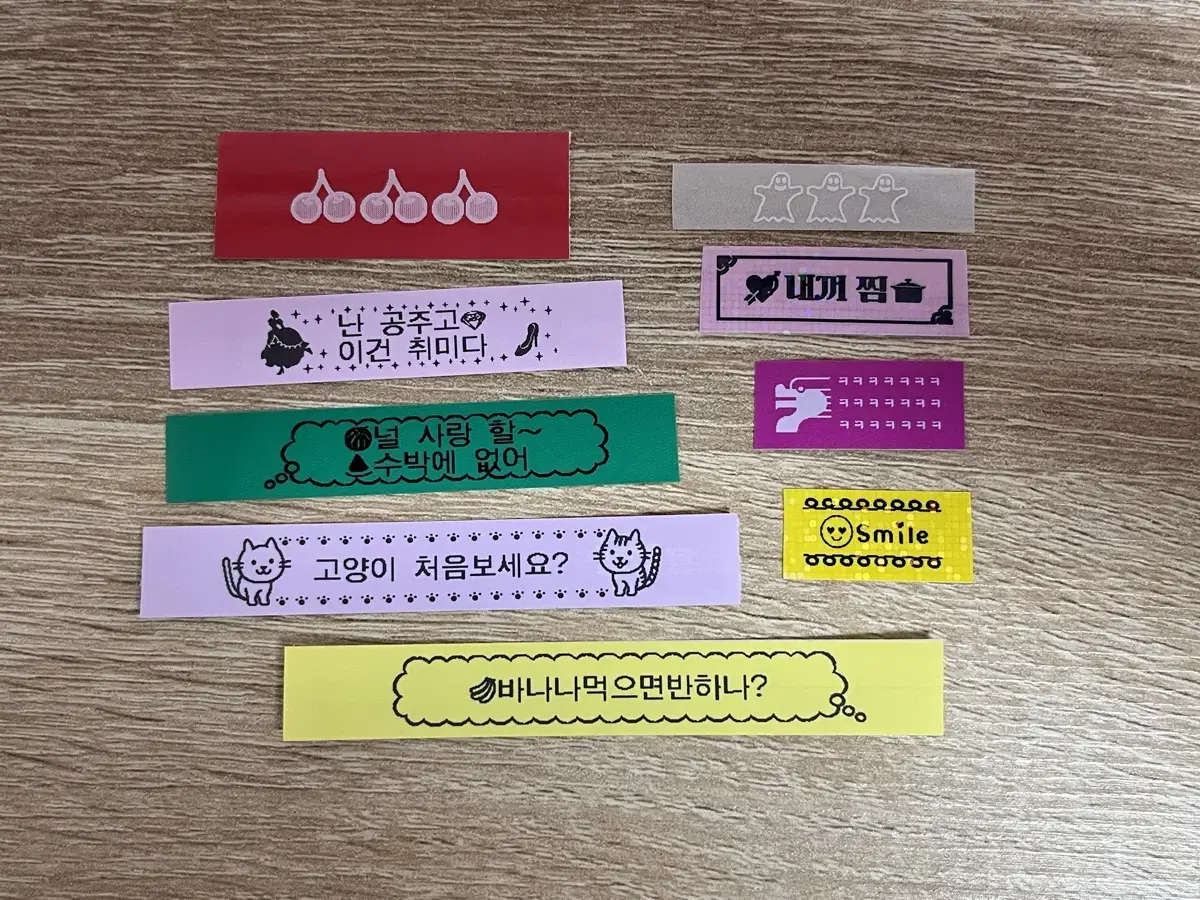 난 공주고
이건 취미다
널 사랑 할~
수박에 없어
고양이 처음보세요?
바나나먹으면반하나?
내꺼 찜
ㅋㅋㅋㅋㅋㅋㅋ
ㅋㅋㅋㅋㅋㅋㅋ
ㅋㅋㅋㅋㅋㅋㅋ
Smile